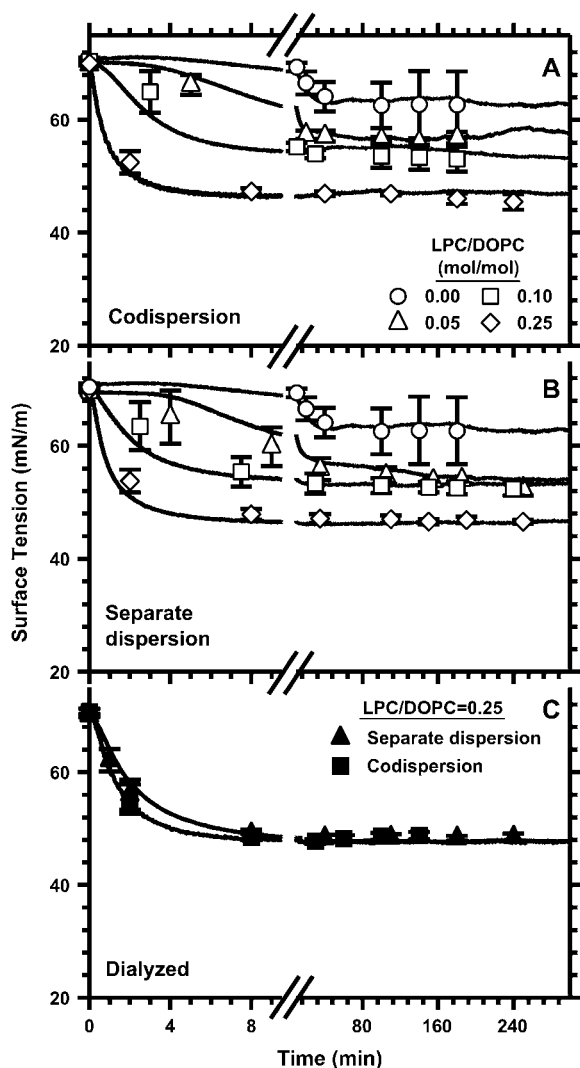 A
60
40
20
LPC/DOPC
(mol/mol)
0.00
0.10
0.05
0.25
Codispersion
B
60
40
20
Surface Tension (mN/m)
Separate
dispersion
C
LPC/DOPC=0.25
Separate dispersion
Codispersion
60
40
20
Dialyzed
0 4 8 80 160 240
Time (min)